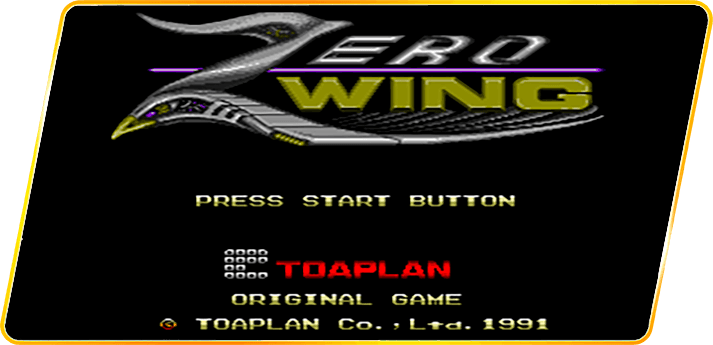 ZERO
WING
PRESS START BUTTON
TOAPLAN
ORIGINAL GAME
© TOAPLAN Co.,Ltd.1991